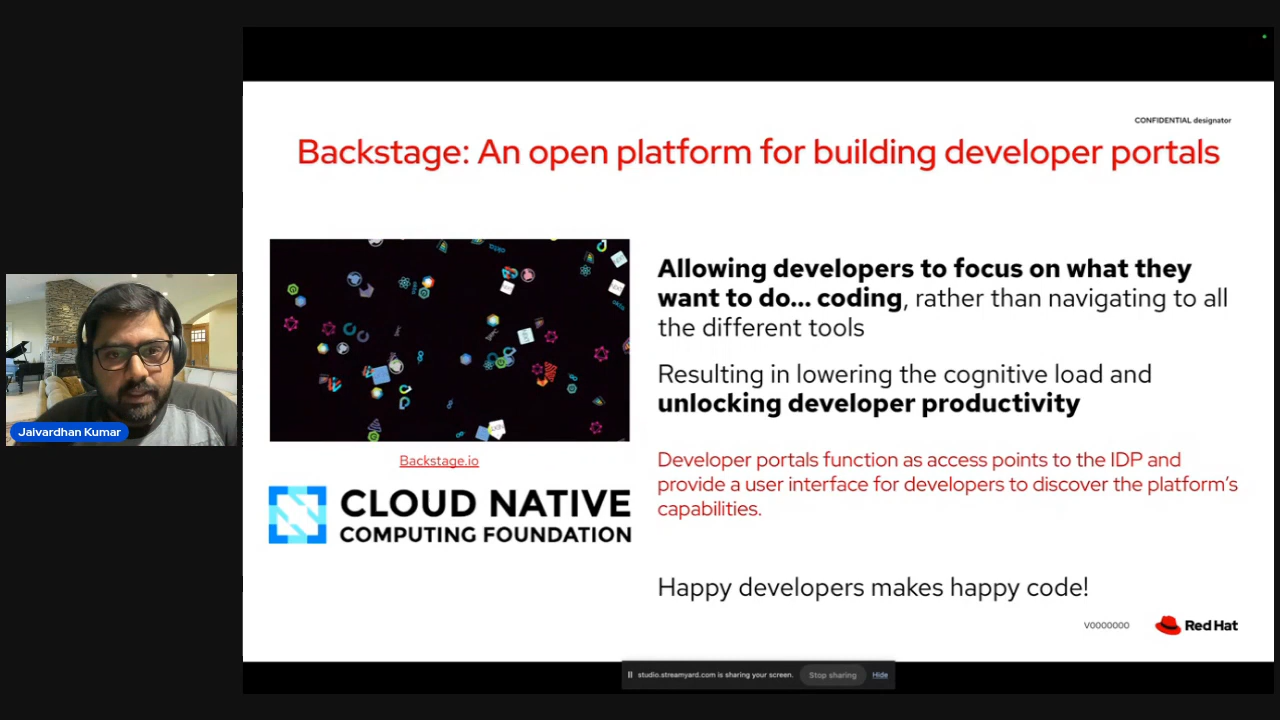 CONFIDENTIAL designator
Backstage: An open platform for building developer portals
Allowing developers to focus on what they
want to do... coding, rather than navigating to all
the different tools
Resulting in lowering the cognitive load and
unlocking developer productivity
Backstage.io
Developer portals function as access points to the IDP and
provide a user interface for developers to discover the platform's
capabilities.
CLOUD NATIVE
COMPUTING FOUNDATION
Happy developers makes happy code!
V0000000
Red Hat
Jaivardhan Kumar
studio.streamyard.com is sharing your screen.
Stop sharing
Hide